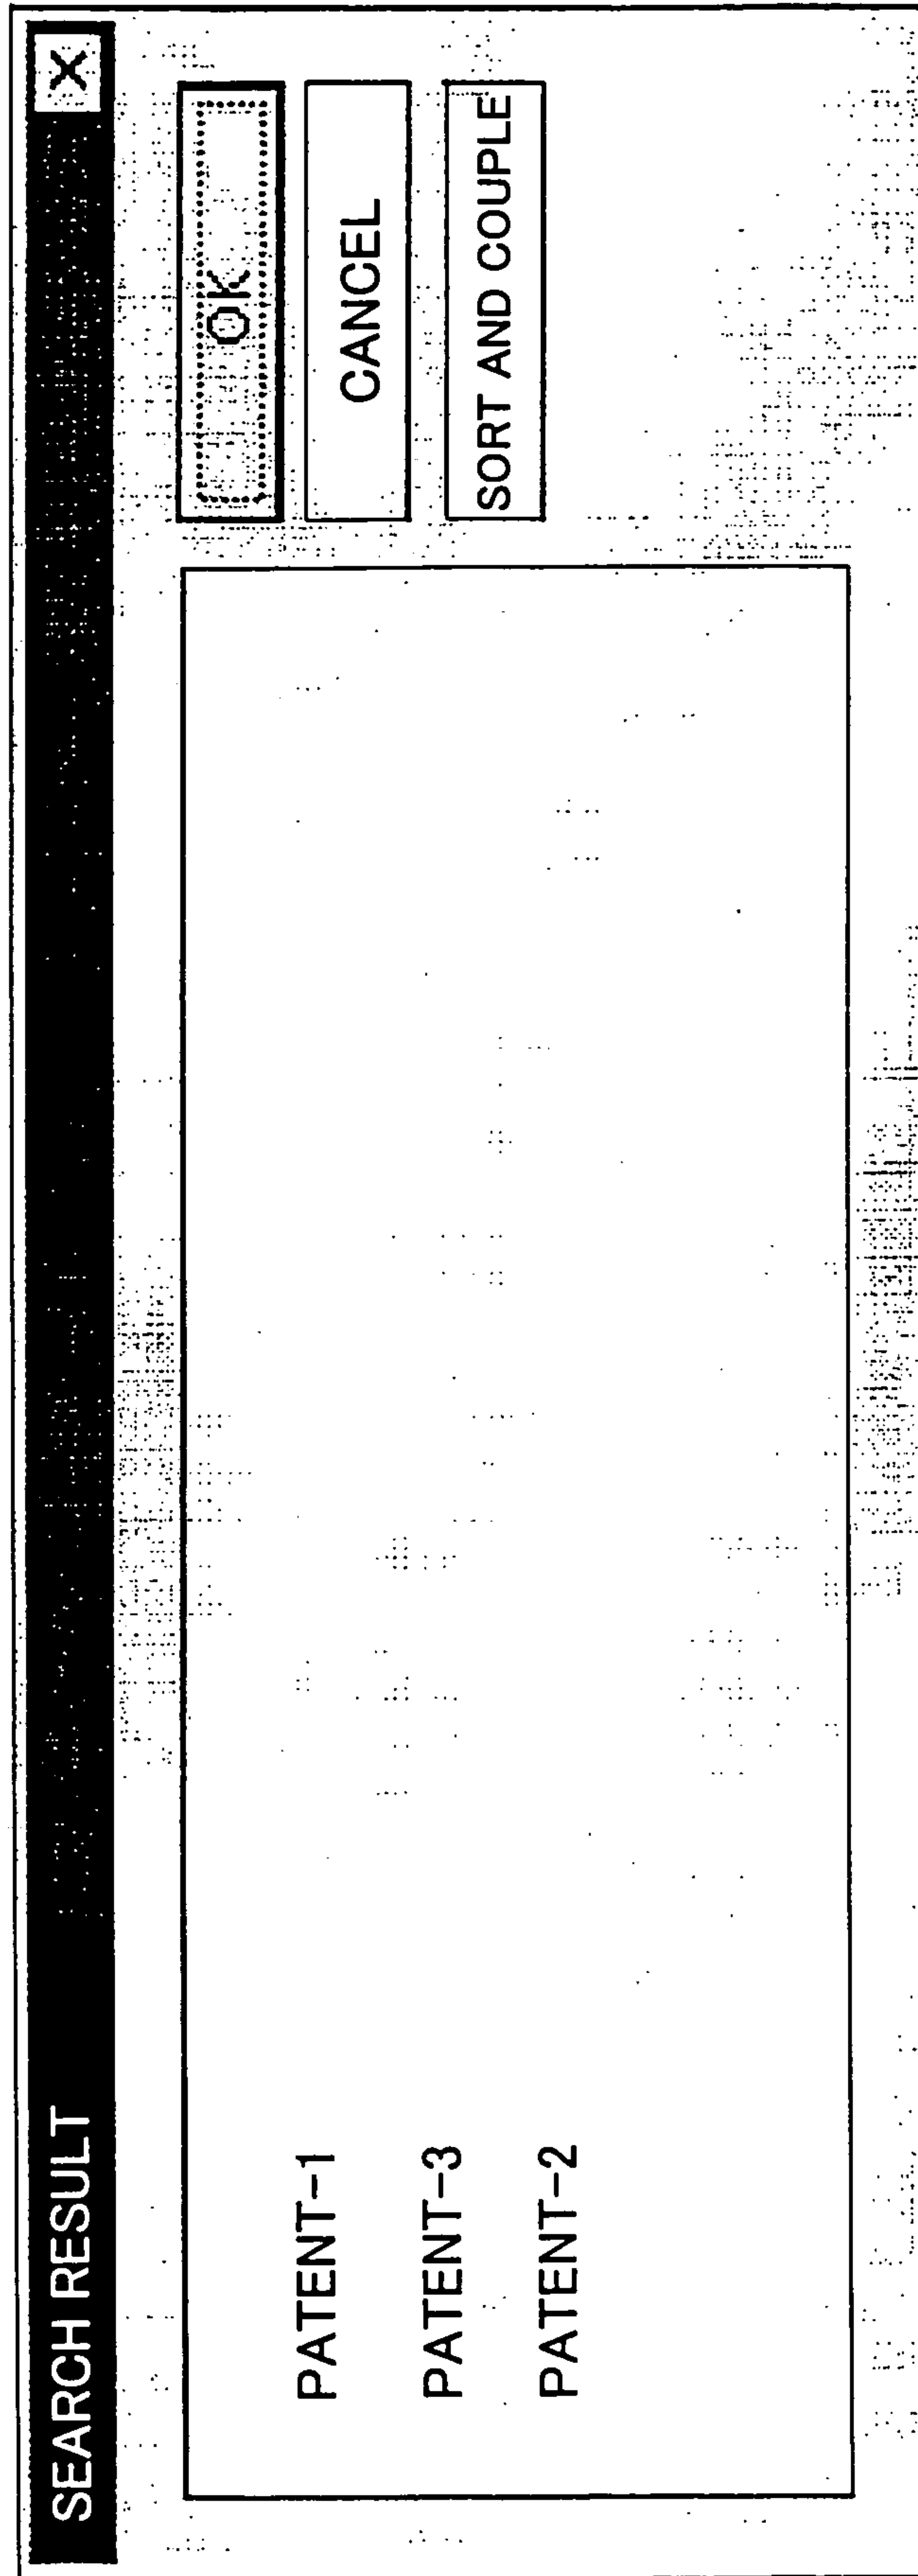 SEARCH RESULT
X
PATENT-1
PATENT-3
PATENT-2
OK
CANCEL
SORT AND COUPLE